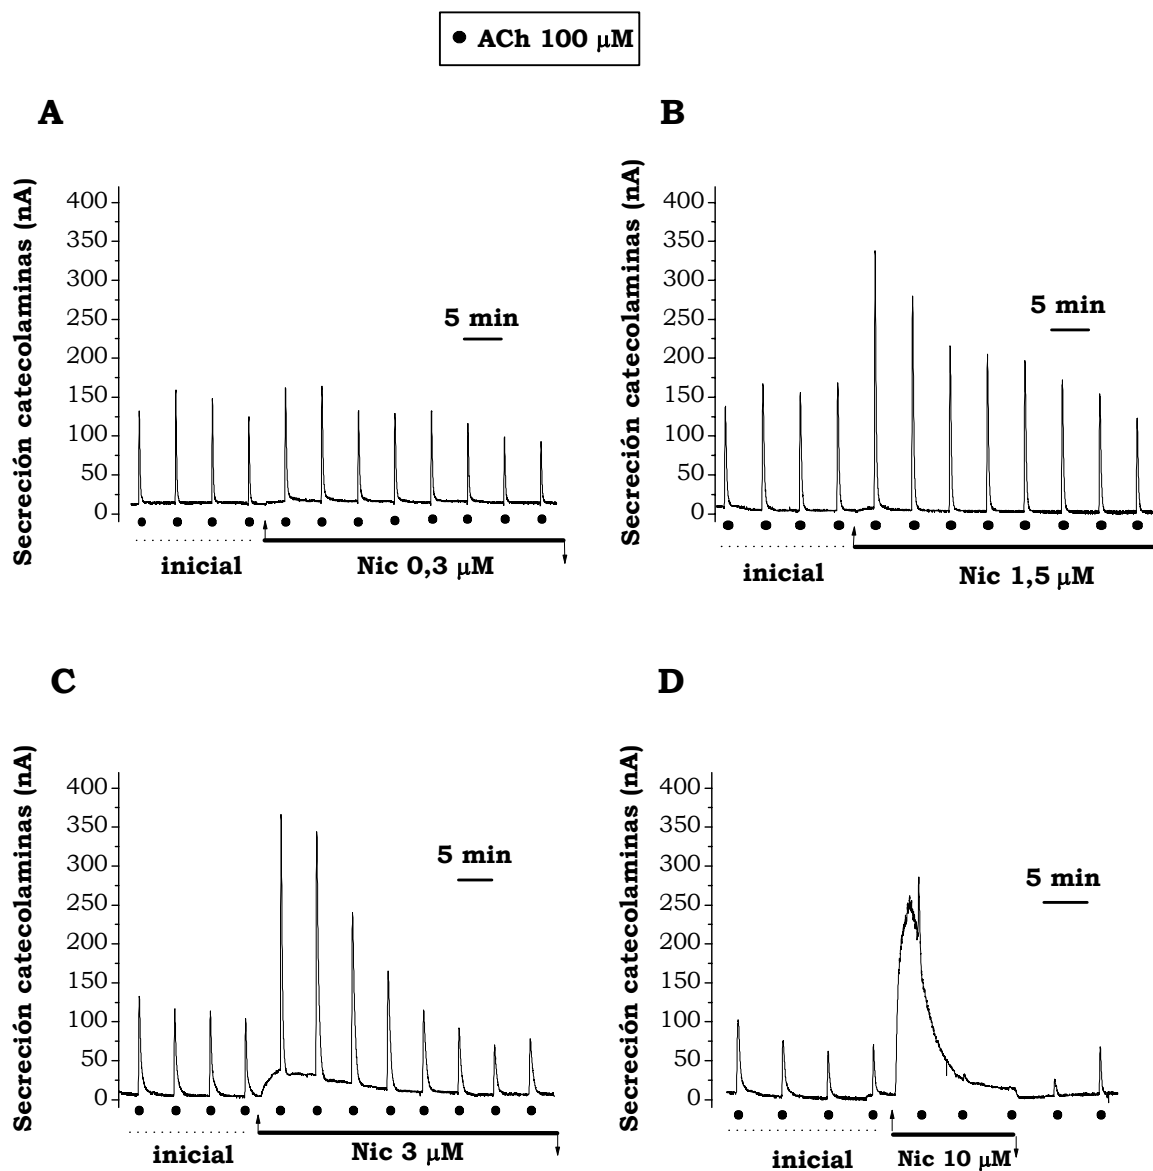 ● ACh 100 μM
A
Secreción catecolaminas (nA)
400
350
300
250
200
150
100
50
0
5 min
inicial
Nic 0,3 μM
B
Secreción catecolaminas (nA)
400
350
300
250
200
150
100
50
0
5 min
inicial
Nic 1,5 μM
C
Secreción catecolaminas (nA)
400
350
300
250
200
150
100
50
0
5 min
inicial
Nic 3 μM
D
Secreción catecolaminas (nA)
400
350
300
250
200
150
100
50
0
5 min
inicial
Nic 10 μM